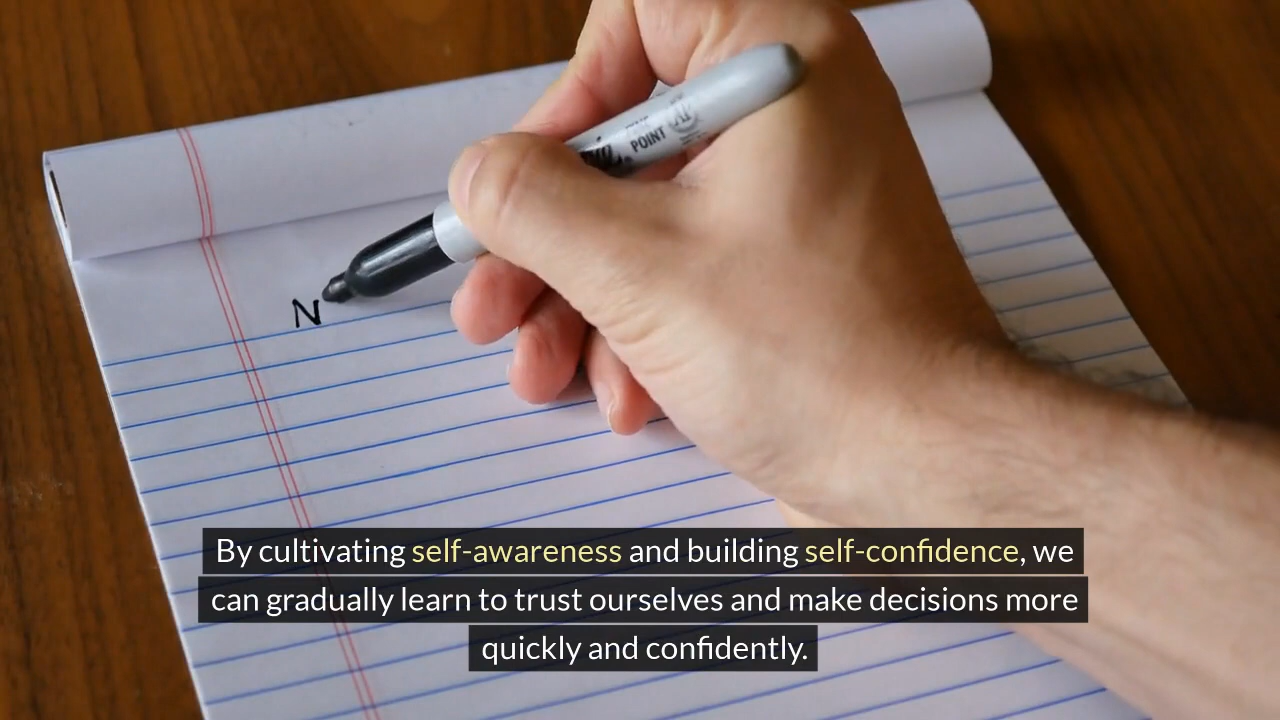 POINT
AP
N
By cultivating self-awareness and building self-confidence, we
can gradually learn to trust ourselves and make decisions more
quickly and confidently.